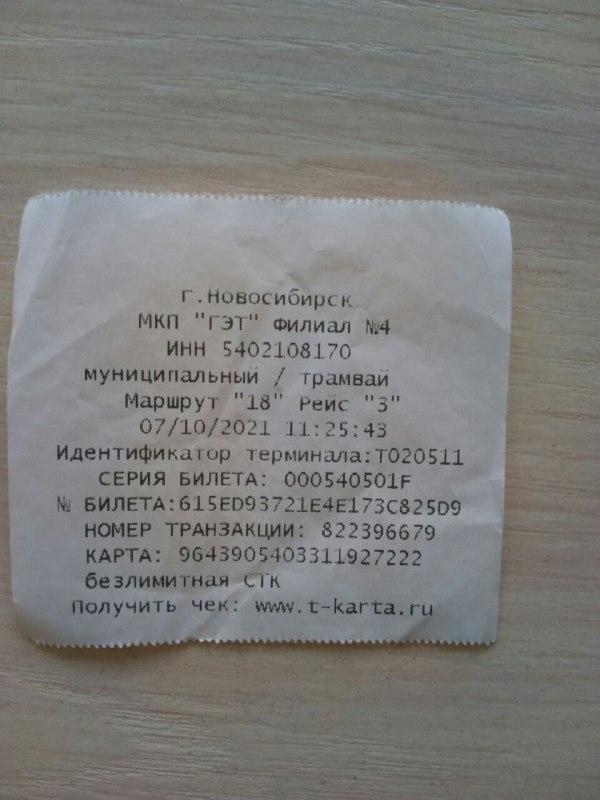 г.Новосибирск
МКП "ГЭТ" Филиал №4
ИНН 5402108170
муниципальный / трамвай
Маршрут "18" Рейс "3"
07/10/2021 11:25:43
Идентификатор терминала:T020511
СЕРИЯ БИЛЕТА: 000540501F
№ БИЛЕТА:615ED93721E4E173C825D9
НОМЕР ТРАНЗАКЦИИ: 822396679
КАРТА: 9643905403311927222
безлимитная СТК
Получить чек: www.t-karta.ru